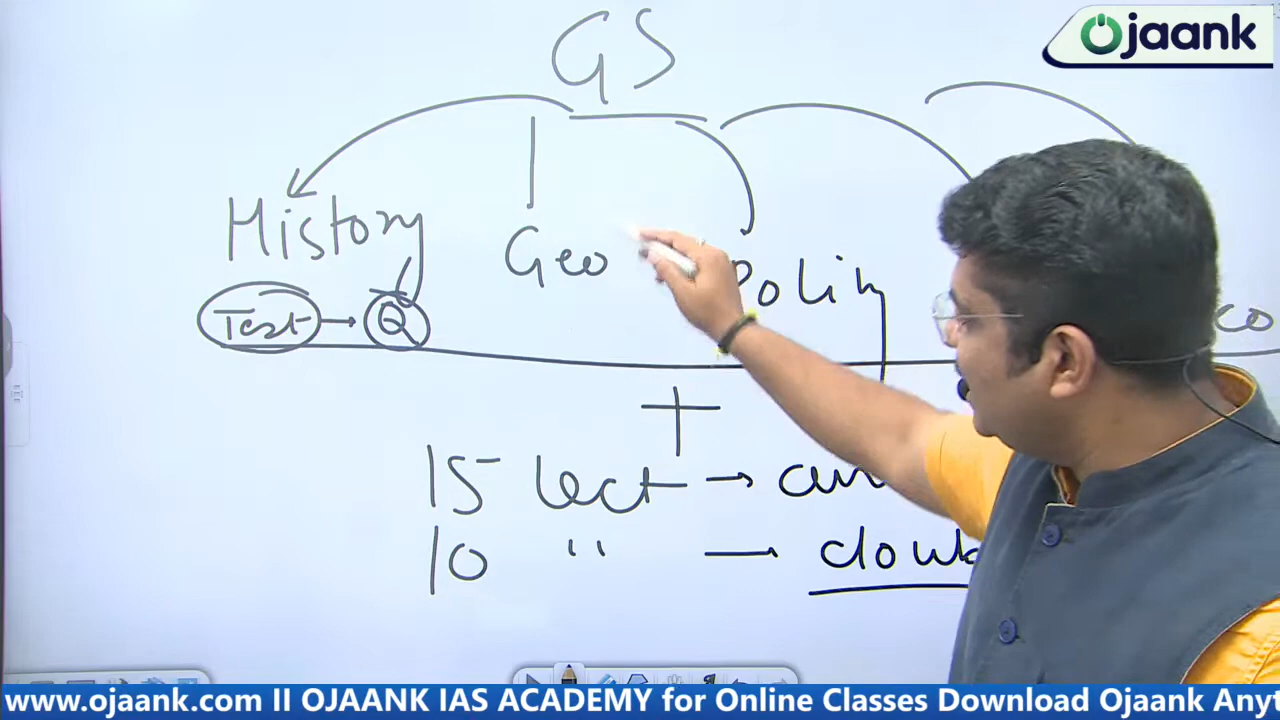 Ojaank
GS
History Geo Polity
Test → Q
+
15 lect →
10 " →
www.ojaank.com II OJAANK IAS ACADEMY for Online Classes Download Ojaank